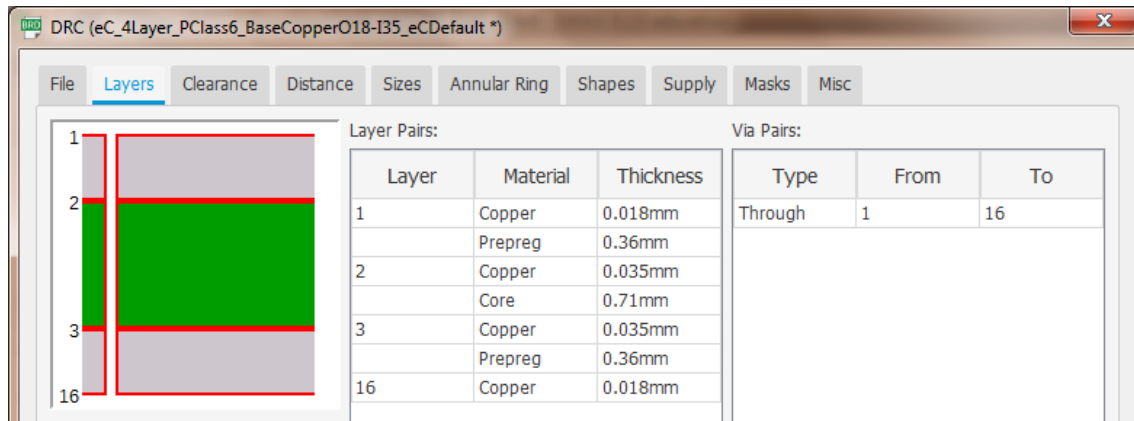 BRD DRC (eC_4Layer_PClass6_BaseCopperO18-I35_eCDefault *)
File Layers Clearance Distance Sizes Annular Ring Shapes Supply Masks Misc
1
2
3
16
Layer Pairs:
Layer Material Thickness
1 Copper 0.018mm
Prepreg 0.36mm
2 Copper 0.035mm
Core 0.71mm
3 Copper 0.035mm
Prepreg 0.36mm
16 Copper 0.018mm
Via Pairs:
Type From To
Through 1 16